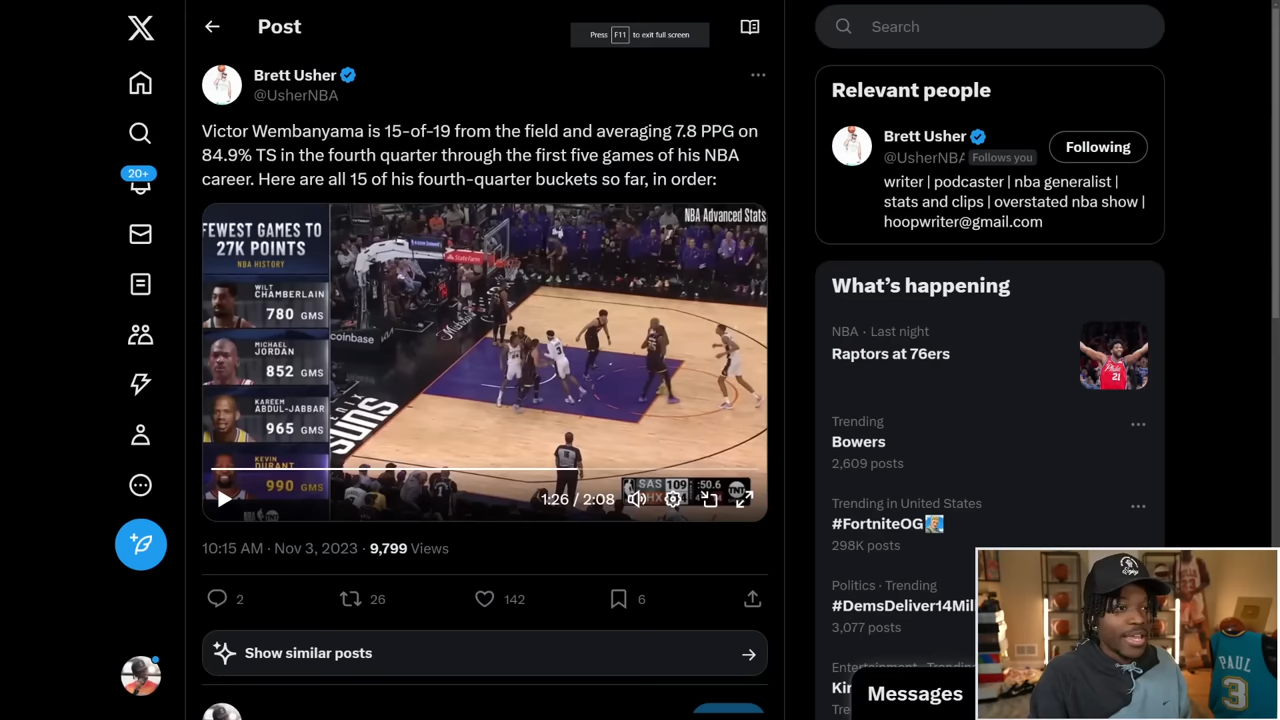 Post
Press F11 to exit full screen
Search
Brett Usher
@UsherNBA
Victor Wembanyama is 15-of-19 from the field and averaging 7.8 PPG on
84.9% TS in the fourth quarter through the first five games of his NBA
career. Here are all 15 of his fourth-quarter buckets so far, in order:
FEWEST GAMES TO
27K POINTS
NBA HISTORY
WILT
CHAMBERLAIN
780 GMS
MICHAEL
JORDAN
852 GMS
KAREEM
ABDUL-JABBAR
965 GMS
KEVIN
DURANT
990 GMS
NBA Advanced Stats
State Farm
coinbase
SUNS
SAS 109
:50.6
TNT
1:26 / 2:08
10:15 AM · Nov 3, 2023 · 9,799 Views
2
26
142
6
Show similar posts
20+
Relevant people
Brett Usher
@UsherNBA Follows you
Following
writer | podcaster | nba generalist |
stats and clips | overstated nba show |
hoopwriter@gmail.com
What's happening
NBA · Last night
Raptors at 76ers
Trending
Bowers
2,609 posts
Trending in United States
#FortniteOG
298K posts
Politics · Trending
#DemsDeliver14Mil
3,077 posts
Entertainment · Trending
Messages
PAUL
3